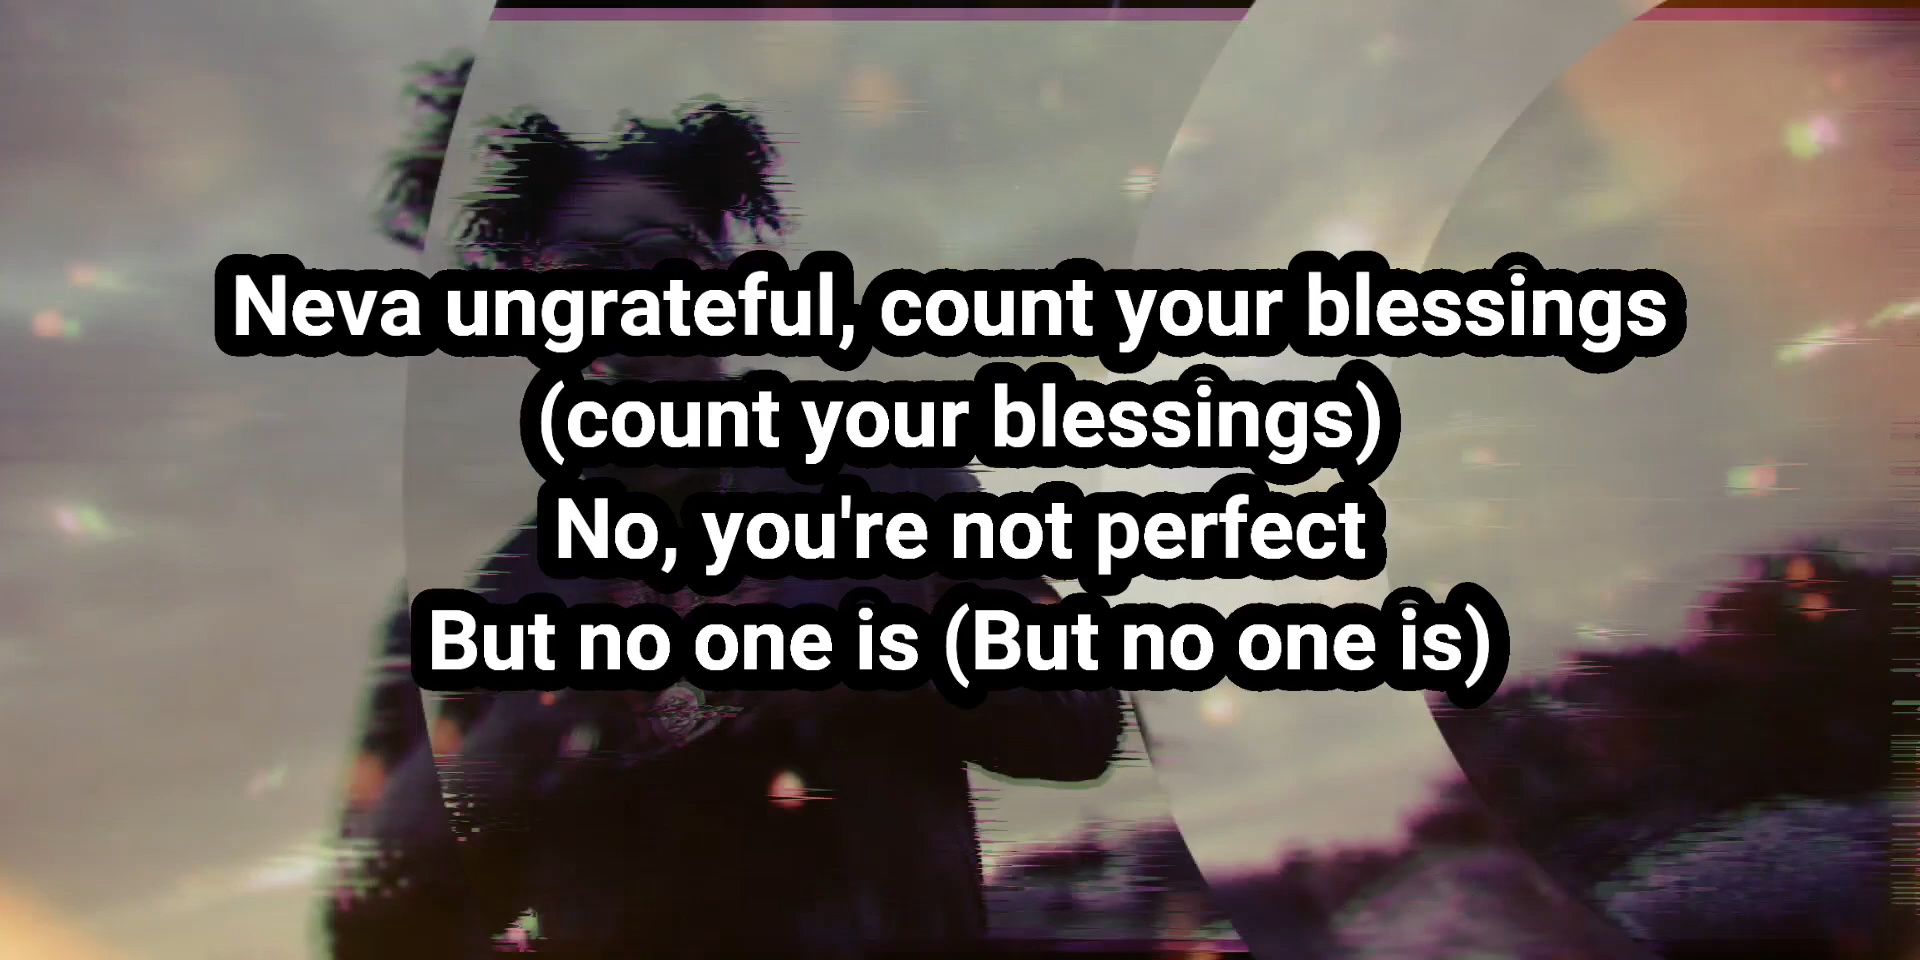 Neva ungrateful, count your blessings
(count your blessings)
No, you're not perfect
But no one is (But no one is)